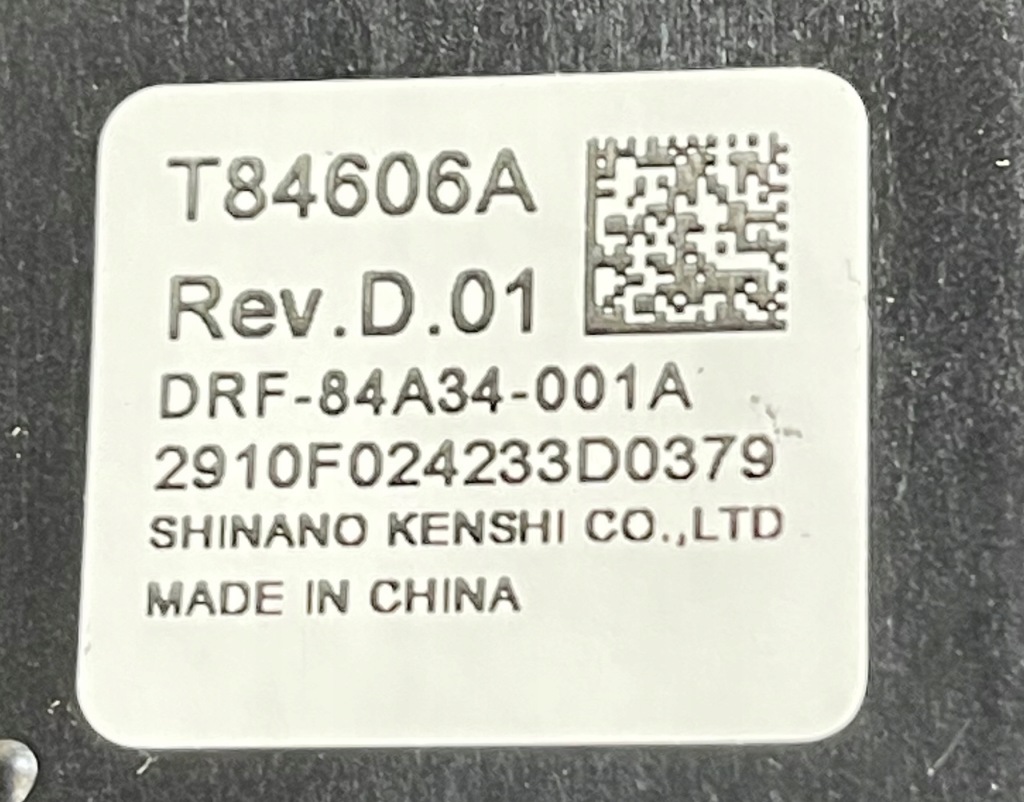 T84606A
Rev.D.01
DRF-84A34-001A
2910F024233D0379
SHINANO KENSHI CO.,LTD
MADE IN CHINA